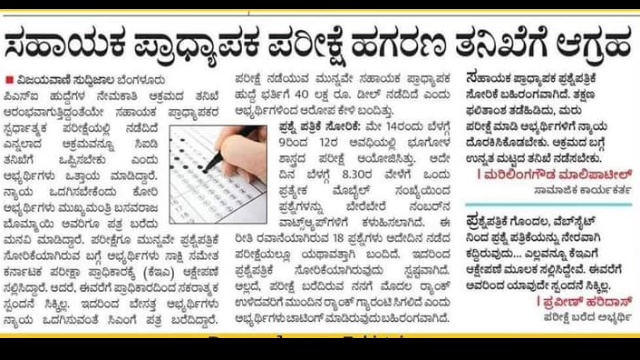 ಸಹಾಯಕ ಪ್ರಾಧ್ಯಾಪಕ ಪರೀಕ್ಷೆ ಹಗರಣ ತನಿಖೆಗೆ ಆಗ್ರಹ
■ ವಿಜಯವಾಣಿ ಸುದ್ದಿಜಾಲ ಬೆಂಗಳೂರು
ಪಿಎಸ್‌ಐ ಹುದ್ದೆಗಳ ನೇಮಕಾತಿ ಅಕ್ರಮದ ತನಿಖೆ
ಆರಂಭವಾಗುತ್ತಿದ್ದಂತೆಯೇ ಸಹಾಯಕ ಪ್ರಾಧ್ಯಾಪಕರ
ಸ್ಪರ್ಧಾತ್ಮಕ ಪರೀಕ್ಷೆಯಲ್ಲಿ ನಡೆದಿದೆ
ಎನ್ನಲಾದ ಅಕ್ರಮವನ್ನೂ ಸಿಐಡಿ
ತನಿಖೆಗೆ ಒಪ್ಪಿಸಬೇಕು ಎಂದು
ಅಭ್ಯರ್ಥಿಗಳು ಒತ್ತಾಯ ಮಾಡಿದ್ದಾರೆ.
ನ್ಯಾಯ ಒದಗಿಸಬೇಕೆಂದು ಕೋರಿ
ಅಭ್ಯರ್ಥಿಗಳು ಮುಖ್ಯಮಂತ್ರಿ ಬಸವರಾಜ
ಬೊಮ್ಮಾಯಿ ಅವರಿಗೂ ಪತ್ರ ಬರೆದು
ಮನವಿ ಮಾಡಿದ್ದಾರೆ. ಪರೀಕ್ಷೆಗೂ ಮುನ್ನವೇ ಪ್ರಶ್ನೆಪತ್ರಿಕೆ
ಸೋರಿಕೆಯಾಗಿರುವ ಬಗ್ಗೆ ಅಭ್ಯರ್ಥಿಗಳು ಸಾಕ್ಷಿ ಸಮೇತ
ಕರ್ನಾಟಕ ಪರೀಕ್ಷಾ ಪ್ರಾಧಿಕಾರಕ್ಕೆ (ಕೆಇಎ) ಆಕ್ಷೇಪಣೆ
ಸಲ್ಲಿಸಿದ್ದಾರೆ. ಆದರೆ, ಈವರೆಗೆ ಪ್ರಾಧಿಕಾರದಿಂದ ಸಕಾರಾತ್ಮಕ
ಸ್ಪಂದನೆ ಸಿಕ್ಕಿಲ್ಲ. ಇದರಿಂದ ಬೇಸತ್ತ ಅಭ್ಯರ್ಥಿಗಳು
ನ್ಯಾಯ ಒದಗಿಸುವಂತೆ ಸಿಎಂಗೆ ಪತ್ರ ಬರೆದಿದ್ದಾರೆ.
ಪರೀಕ್ಷೆ ನಡೆಯುವ ಮುನ್ನವೇ ಸಹಾಯಕ ಪ್ರಾಧ್ಯಾಪಕ
ಹುದ್ದೆ ಭರ್ತಿಗೆ 40 ಲಕ್ಷ ರೂ. ಡೀಲ್ ನಡೆದಿದೆ ಎಂದು
ಅಭ್ಯರ್ಥಿಗಳಿಂದ ಆರೋಪ ಕೇಳಿ ಬಂದಿತ್ತು.
ಪ್ರಶ್ನೆ ಪತ್ರಿಕೆ ಸೋರಿಕೆ: ಮೇ 14ರಂದು ಬೆಳಗ್ಗೆ
9ರಿಂದ 12ರ ಅವಧಿಯಲ್ಲಿ ಭೂಗೋಳ
ಶಾಸ್ತ್ರದ ಪರೀಕ್ಷೆ ಆಯೋಜಿಸಿತ್ತು. ಅದೇ
ದಿನ ಬೆಳಗ್ಗೆ 8.30ರ ವೇಳೆಗೆ ಒಂದು
ಪ್ರತ್ಯೇಕ ಮೊಬೈಲ್ ಸಂಖ್ಯೆಯಿಂದ
ಪ್ರಶ್ನೆಗಳನ್ನು ಬೇರೆಬೇರೆ ನಂಬರ್‌ನ
ವಾಟ್ಸ್‌ಆ್ಯಪ್‌ಗಳಿಗೆ ಕಳುಹಿಸಲಾಗಿದೆ. ಈ
ರೀತಿ ರವಾನೆಯಾಗಿರುವ 18 ಪ್ರಶ್ನೆಗಳು ಅದೇದಿನ ನಡೆದ
ಪರೀಕ್ಷೆಯಲ್ಲೂ ಯಥಾವತ್ತಾಗಿ ಬಂದಿದೆ. ಇದರಿಂದ
ಪ್ರಶ್ನೆಪತ್ರಿಕೆ ಸೋರಿಕೆಯಾಗಿರುವುದು ಸ್ಪಷ್ಟವಾಗಿದೆ.
ಅಲ್ಲದೆ, ಪರೀಕ್ಷೆ ಬರೆದಿರುವ ನನಗೆ ಮೊದಲ ರ‍್ಯಾಂಕ್
ಉಳಿದವರಿಗೆ ಮುಂದಿನ ರ‍್ಯಾಂಕ್ ಗ್ಯಾರಂಟಿ ಸಿಗಲಿದೆ ಎಂದು
ಅಭ್ಯರ್ಥಿಗಳು ಚಾಟಿಂಗ್ ಮಾಡಿರುವುದು ಬಹಿರಂಗವಾಗಿದೆ.
ಸಹಾಯಕ ಪ್ರಾಧ್ಯಾಪಕ ಪ್ರಶ್ನೆಪತ್ರಿಕೆ
ಸೋರಿಕೆ ಬಹಿರಂಗವಾಗಿದೆ. ತಕ್ಷಣ
ಫಲಿತಾಂಶ ತಡೆಹಿಡಿದು, ಮರು
ಪರೀಕ್ಷೆ ಮಾಡಿ ಅಭ್ಯರ್ಥಿಗಳಿಗೆ ನ್ಯಾಯ
ದೊರಕಿಸಿಕೊಡಬೇಕು. ಅಕ್ರಮದ ಬಗ್ಗೆ
ಉನ್ನತ ಮಟ್ಟದ ತನಿಖೆ ನಡೆಸಬೇಕು.
| ಮರಿಲಿಂಗಗೌಡ ಮಾಲಿಪಾಟೀಲ್
ಸಾಮಾಜಿಕ ಕಾರ್ಯಕರ್ತ
ಪ್ರಶ್ನೆಪತ್ರಿಕೆ ಗೊಂದಲ, ವೆಬ್‌ಸೈಟ್
ನಿಂದ ಪ್ರಶ್ನೆ ಪತ್ರಿಕೆಯನ್ನು ನೇರವಾಗಿ
ಕದ್ದಿರುವುದು... ಎಲ್ಲವನ್ನೂ ಕೆಇಎಗೆ
ಆಕ್ಷೇಪಣೆ ಮೂಲಕ ಸಲ್ಲಿಸಿದ್ದೇವೆ. ಈವರೆಗೆ
ಅವರಿಂದ ಯಾವುದೇ ಸ್ಪಂದನೆ ಸಿಕ್ಕಿಲ್ಲ.
| ಪ್ರವೀಣ್ ಹರಿದಾಸ್
ಪರೀಕ್ಷೆ ಬರೆದ ಅಭ್ಯರ್ಥಿ